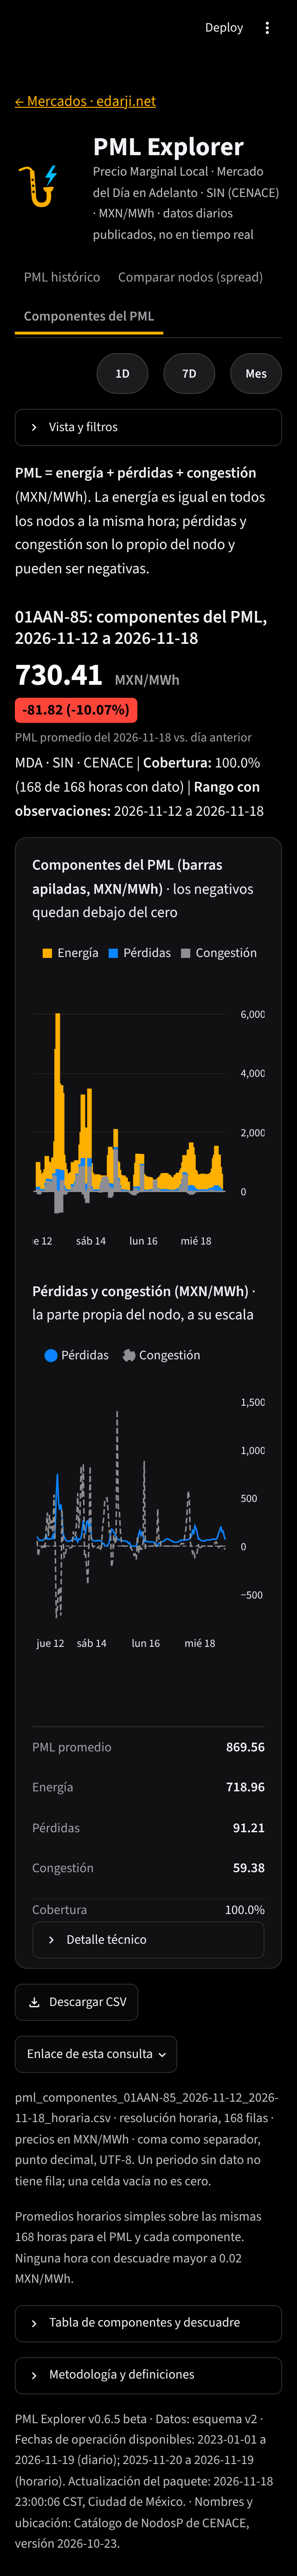 Deploy
← Mercados · edarji.net
PML Explorer
Precio Marginal Local · Mercado
del Día en Adelanto · SIN (CENACE)
· MXN/MWh · datos diarios
publicados, no en tiempo real
PML histórico Comparar nodos (spread)
Componentes del PML
1D 7D Mes
Vista y filtros
PML = energía + pérdidas + congestión
(MXN/MWh). La energía es igual en todos
los nodos a la misma hora; pérdidas y
congestión son lo propio del nodo y
pueden ser negativas.
01AAN-85: componentes del PML,
2026-11-12 a 2026-11-18
730.41 MXN/MWh
-81.82 (-10.07%)
PML promedio del 2026-11-18 vs. día anterior
MDA · SIN · CENACE | Cobertura: 100.0%
(168 de 168 horas con dato) | Rango con
observaciones: 2026-11-12 a 2026-11-18
Componentes del PML (barras
apiladas, MXN/MWh) · los negativos
quedan debajo del cero
Energía Pérdidas Congestión
6,000
4,000
2,000
0
e 12 sáb 14 lun 16 mié 18
Pérdidas y congestión (MXN/MWh) ·
la parte propia del nodo, a su escala
Pérdidas Congestión
1,500
1,000
500
0
−500
jue 12 sáb 14 lun 16 mié 18
PML promedio 869.56
Energía 718.96
Pérdidas 91.21
Congestión 59.38
Cobertura 100.0%
Detalle técnico
Descargar CSV
Enlace de esta consulta
pml_componentes_01AAN-85_2026-11-12_2026-
11-18_horaria.csv · resolución horaria, 168 filas ·
precios en MXN/MWh · coma como separador,
punto decimal, UTF-8. Un periodo sin dato no
tiene fila; una celda vacía no es cero.
Promedios horarios simples sobre las mismas
168 horas para el PML y cada componente.
Ninguna hora con descuadre mayor a 0.02
MXN/MWh.
Tabla de componentes y descuadre
Metodología y definiciones
PML Explorer v0.6.5 beta · Datos: esquema v2 ·
Fechas de operación disponibles: 2023-01-01 a
2026-11-19 (diario); 2025-11-20 a 2026-11-19
(horario). Actualización del paquete: 2026-11-18
23:00:06 CST, Ciudad de México. · Nombres y
ubicación: Catálogo de NodosP de CENACE,
versión 2026-10-23.